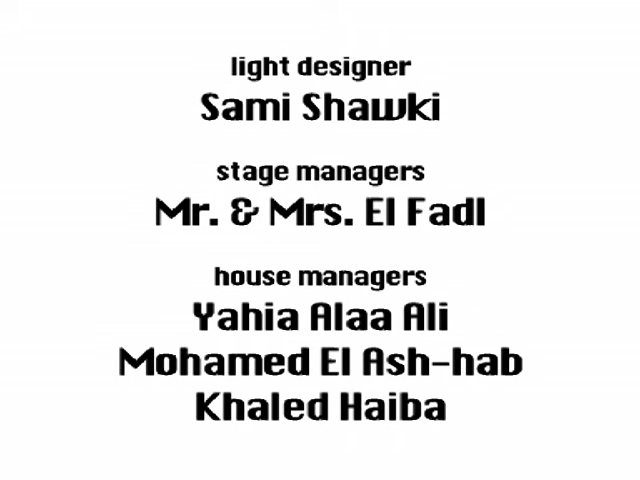 light designer
Sami Shawki
stage managers
Mr. & Mrs. El Fadl
house managers
Yahia Alaa Ali
Mohamed El Ash-hab
Khaled Haiba